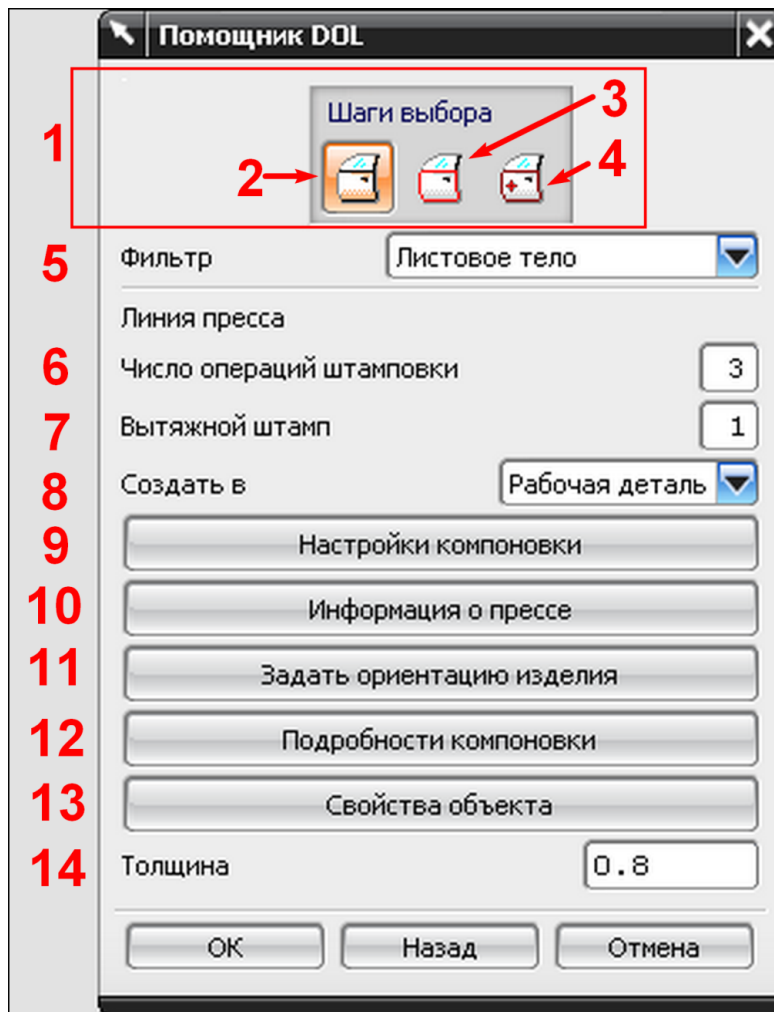 Помощник DOL
1
Шаги выбора
3
2
4
5 Фильтр Листовое тело
Линия пресса
6 Число операций штамповки 3
7 Вытяжной штамп 1
8 Создать в Рабочая деталь
9 Настройки компоновки
10 Информация о прессе
11 Задать ориентацию изделия
12 Подробности компоновки
13 Свойства объекта
14 Толщина 0.8
ОК Назад Отмена